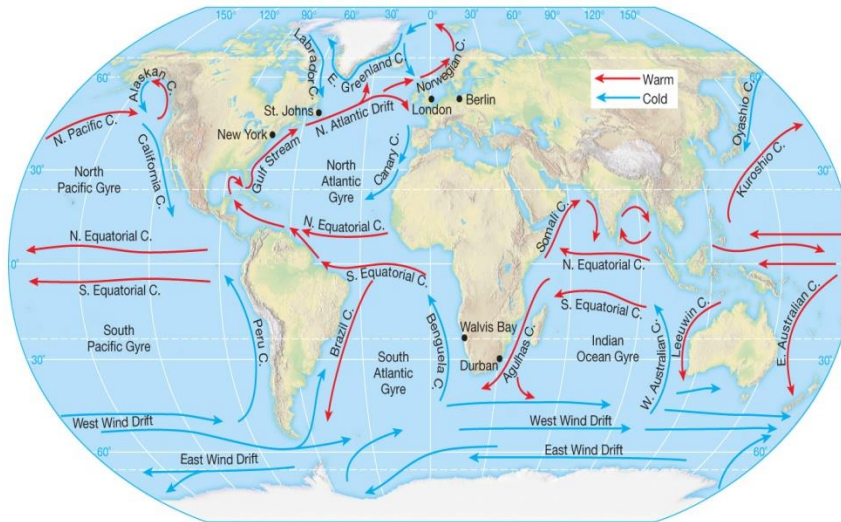 Labrador C.
E. Greenland C.
Norwegian C.
Alaskan C.
60°
60°
Warm
Cold
Oyashio C.
St. Johns
N. Atlantic Drift
London
Berlin
N. Pacific C.
New York
California C.
Gulf Stream
Canary C.
Kuroshio C.
30°
30°
North
Pacific Gyre
North
Atlantic
Gyre
Somali C.
N. Equatorial C.
N. Equatorial C.
N. Equatorial C.
0°
0°
S. Equatorial C.
S. Equatorial C.
S. Equatorial C.
South
Pacific Gyre
Peru C.
Brazil C.
South
Atlantic
Gyre
Benguela C.
Walvis Bay
Durban
Agulhas C.
Indian
Ocean Gyre
W. Australian C.
Leeuwin C.
E. Australian C.
30°
30°
West Wind Drift
West Wind Drift
East Wind Drift
East Wind Drift
60°
60°
150°
120°
90°
60°
30°
0°
30°
60°
90°
120°
150°